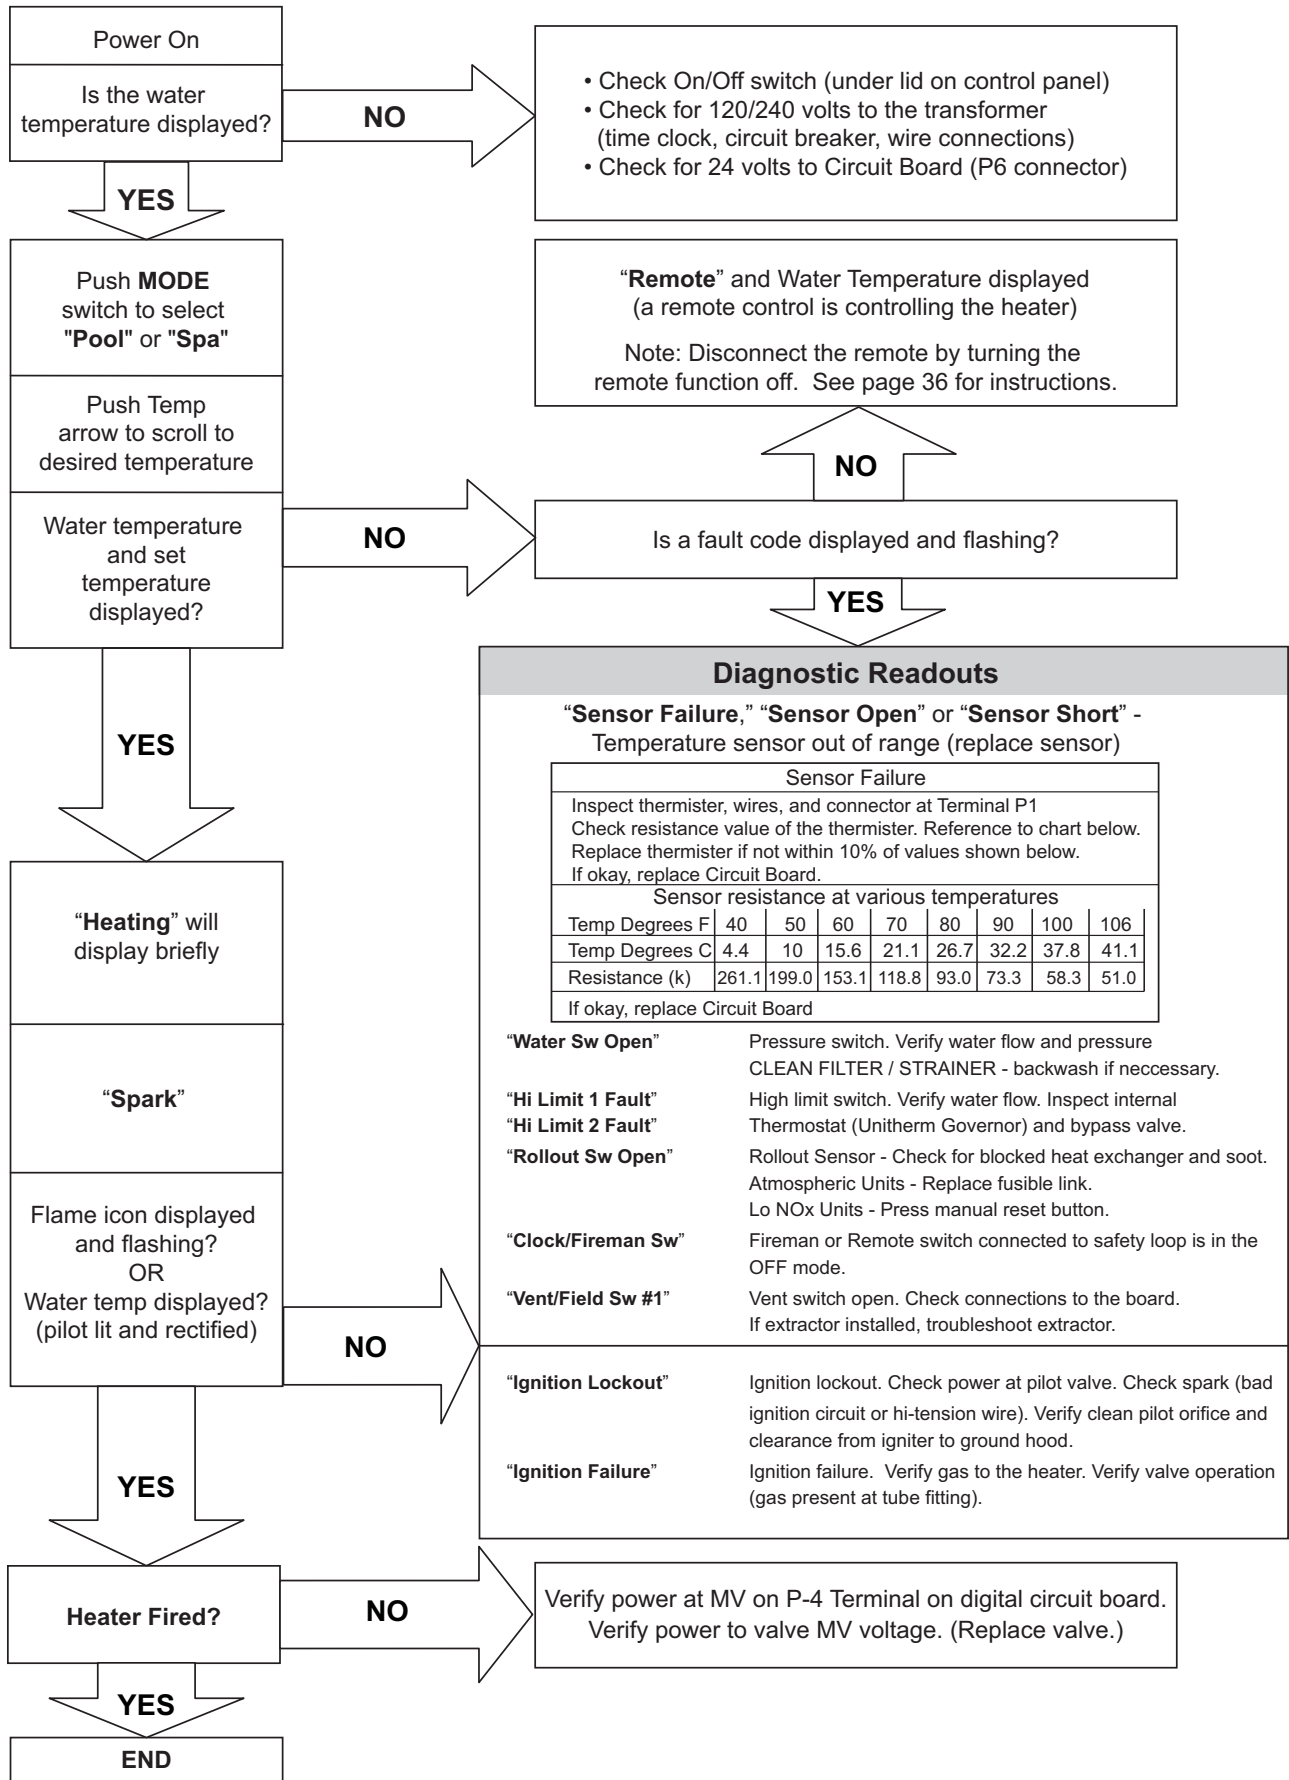 Power On
Is the water
temperature displayed?
NO
• Check On/Off switch (under lid on control panel)
• Check for 120/240 volts to the transformer
(time clock, circuit breaker, wire connections)
• Check for 24 volts to Circuit Board (P6 connector)
YES
Push MODE
switch to select
"Pool" or "Spa"
Push Temp
arrow to scroll to
desired temperature
Water temperature
and set
temperature
displayed?
NO
“Remote” and Water Temperature displayed
(a remote control is controlling the heater)
Note: Disconnect the remote by turning the
remote function off.  See page 36 for instructions.
NO
Is a fault code displayed and flashing?
YES
YES
Diagnostic Readouts
“Sensor Failure,” “Sensor Open” or “Sensor Short” -
Temperature sensor out of range (replace sensor)
Sensor Failure
Inspect thermister, wires, and connector at Terminal P1
Check resistance value of the thermister. Reference to chart below.
Replace thermister if not within 10% of values shown below.
If okay, replace Circuit Board.
Sensor resistance at various temperatures
Temp Degrees F 40 50 60 70 80 90 100 106
Temp Degrees C 4.4 10 15.6 21.1 26.7 32.2 37.8 41.1
Resistance (k) 261.1 199.0 153.1 118.8 93.0 73.3 58.3 51.0
If okay, replace Circuit Board
“Water Sw Open” Pressure switch. Verify water flow and pressure
CLEAN FILTER / STRAINER - backwash if neccessary.
“Hi Limit 1 Fault” High limit switch. Verify water flow. Inspect internal
“Hi Limit 2 Fault” Thermostat (Unitherm Governor) and bypass valve.
“Rollout Sw Open” Rollout Sensor - Check for blocked heat exchanger and soot.
Atmospheric Units - Replace fusible link.
Lo NOx Units - Press manual reset button.
“Clock/Fireman Sw” Fireman or Remote switch connected to safety loop is in the
OFF mode.
“Vent/Field Sw #1” Vent switch open. Check connections to the board.
If extractor installed, troubleshoot extractor.
“Ignition Lockout” Ignition lockout. Check power at pilot valve. Check spark (bad
ignition circuit or hi-tension wire). Verify clean pilot orifice and
clearance from igniter to ground hood.
“Ignition Failure” Ignition failure.  Verify gas to the heater. Verify valve operation
(gas present at tube fitting).
“Heating” will
display briefly
“Spark”
Flame icon displayed
and flashing?
OR
Water temp displayed?
(pilot lit and rectified)
NO
YES
Heater Fired?
NO
Verify power at MV on P-4 Terminal on digital circuit board.
Verify power to valve MV voltage. (Replace valve.)
YES
END